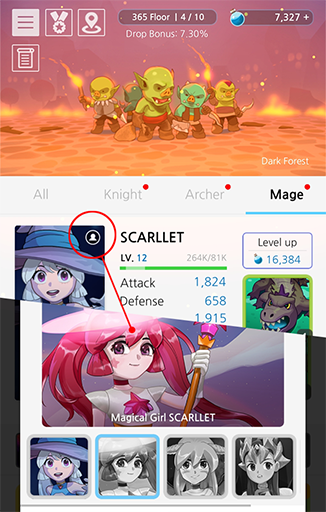 365 Floor | 4 / 10
7,327 +
Drop Bonus: 7.30%
Dark Forest
All
Knight
Archer
Mage
SCARLLET
Level up
16,384
LV. 12
264K/81K
Attack
1,824
Defense
658
1,915
Magical Girl SCARLLET